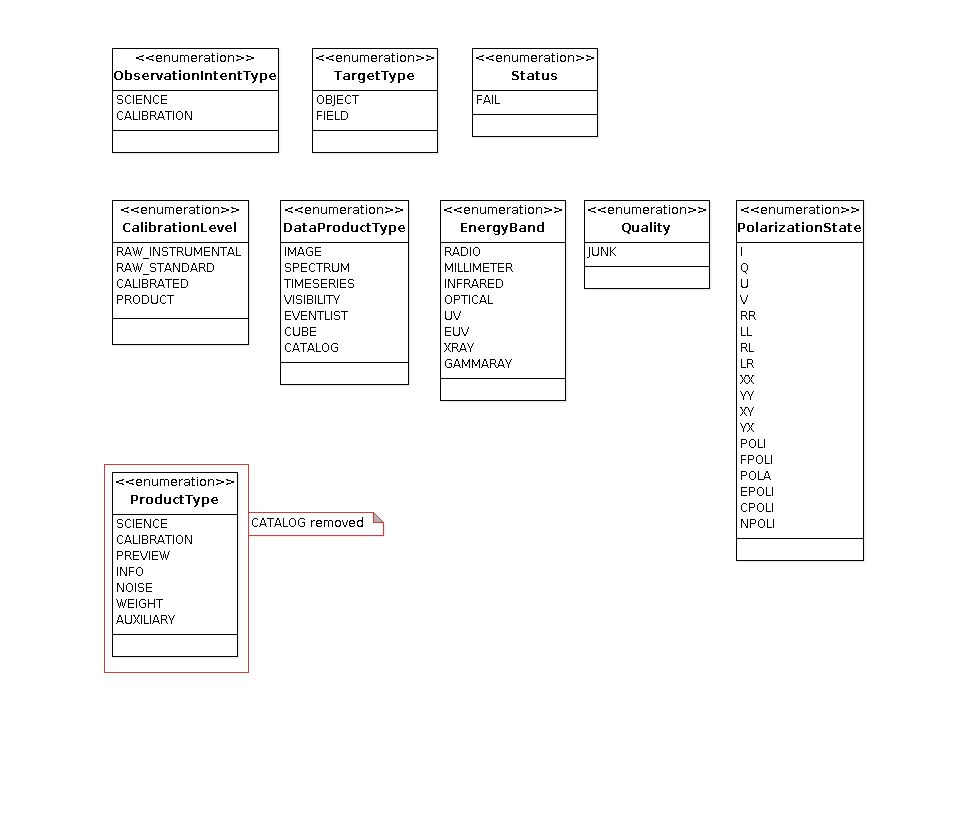 <<enumeration>>
ObservationIntentType
SCIENCE
CALIBRATION
<<enumeration>>
TargetType
OBJECT
FIELD
<<enumeration>>
Status
FAIL
<<enumeration>>
CalibrationLevel
RAW_INSTRUMENTAL
RAW_STANDARD
CALIBRATED
PRODUCT
<<enumeration>>
DataProductType
IMAGE
SPECTRUM
TIMESERIES
VISIBILITY
EVENTLIST
CUBE
CATALOG
<<enumeration>>
EnergyBand
RADIO
MILLIMETER
INFRARED
OPTICAL
UV
EUV
XRAY
GAMMARAY
<<enumeration>>
Quality
JUNK
<<enumeration>>
PolarizationState
I
Q
U
V
RR
LL
RL
LR
XX
YY
XY
YX
POLI
FPOLI
POLA
EPOLI
CPOLI
NPOLI
<<enumeration>>
ProductType
SCIENCE
CALIBRATION
PREVIEW
INFO
NOISE
WEIGHT
AUXILIARY
CATALOG removed